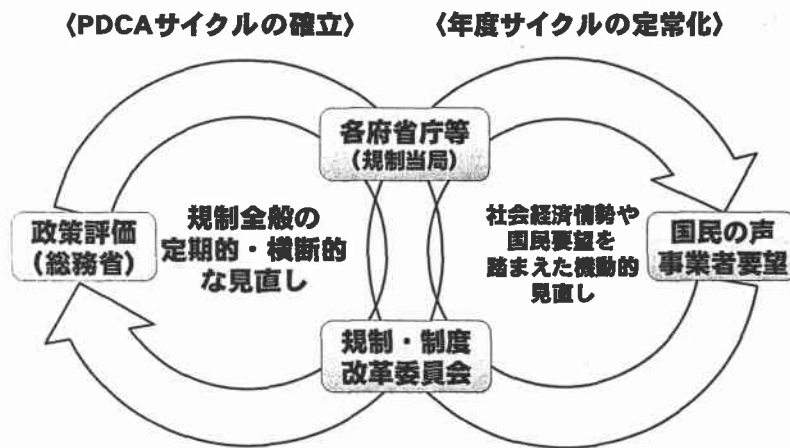 〈PDCAサイクルの確立〉
〈年度サイクルの定常化〉
各府省庁等
（規制当局）
政策評価
（総務省）
規制全般の
定期的・横断的
な見直し
社会経済情勢や
国民要望を
踏まえた機動的
見直し
国民の声
事業者要望
規制・制度
改革委員会